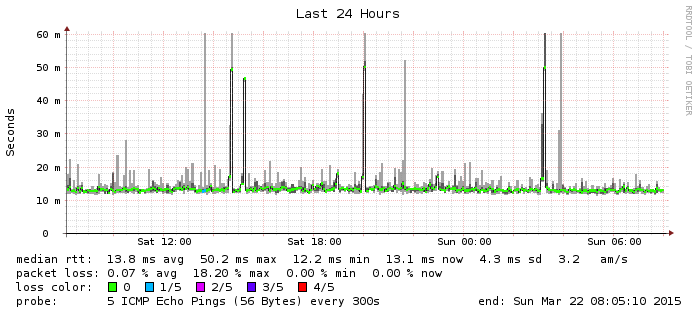 Last 24 Hours
RRDTOOL / TOBI OETIKER
Seconds
60 m
50 m
40 m
30 m
20 m
10 m
0
Sat 12:00 Sat 18:00 Sun 00:00 Sun 06:00
median rtt: 13.8 ms avg 50.2 ms max 12.2 ms min 13.1 ms now 4.3 ms sd 3.2 am/s
packet loss: 0.07 % avg 18.20 % max 0.00 % min 0.00 % now
loss color: 0 1/5 2/5 3/5 4/5
probe: 5 ICMP Echo Pings (56 Bytes) every 300s end: Sun Mar 22 08:05:10 2015